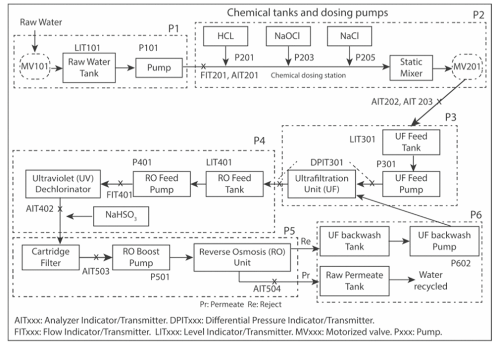 Chemical tanks and dosing pumps
P2
Raw Water
P1
HCL
NaOCl
NaCl
LIT101
P101
P201
P203
P205
MV101
Raw Water
Tank
Pump
FIT201, AIT201
Chemical dosing station
Static
Mixer
MV201
AIT202, AIT 203
P3
LIT301
UF Feed
Tank
P4
P401
LIT401
DPIT301
P301
Ultraviolet (UV)
Dechlorinator
FIT401
RO Feed
Pump
RO Feed
Tank
Ultrafiltration
Unit (UF)
UF Feed
Pump
AIT402
NaHSO3
P6
P5
Re
UF backwash
Tank
UF backwash
Pump
P602
Cartridge
Filter
AIT503
RO Boost
Pump
P501
Reverse Osmosis (RO)
Unit
AIT504
Pr
Raw Permeate
Tank
Water
recycled
Pr: Permeate Re: Reject
AITxxx: Analyzer Indicator/Transmitter. DPITxxx: Differential Pressure Indicator/Transmitter.
FITxxx: Flow Indicator/Transmitter. LITxxx: Level Indicator/Transmitter. MVxxx: Motorized valve. Pxxx: Pump.